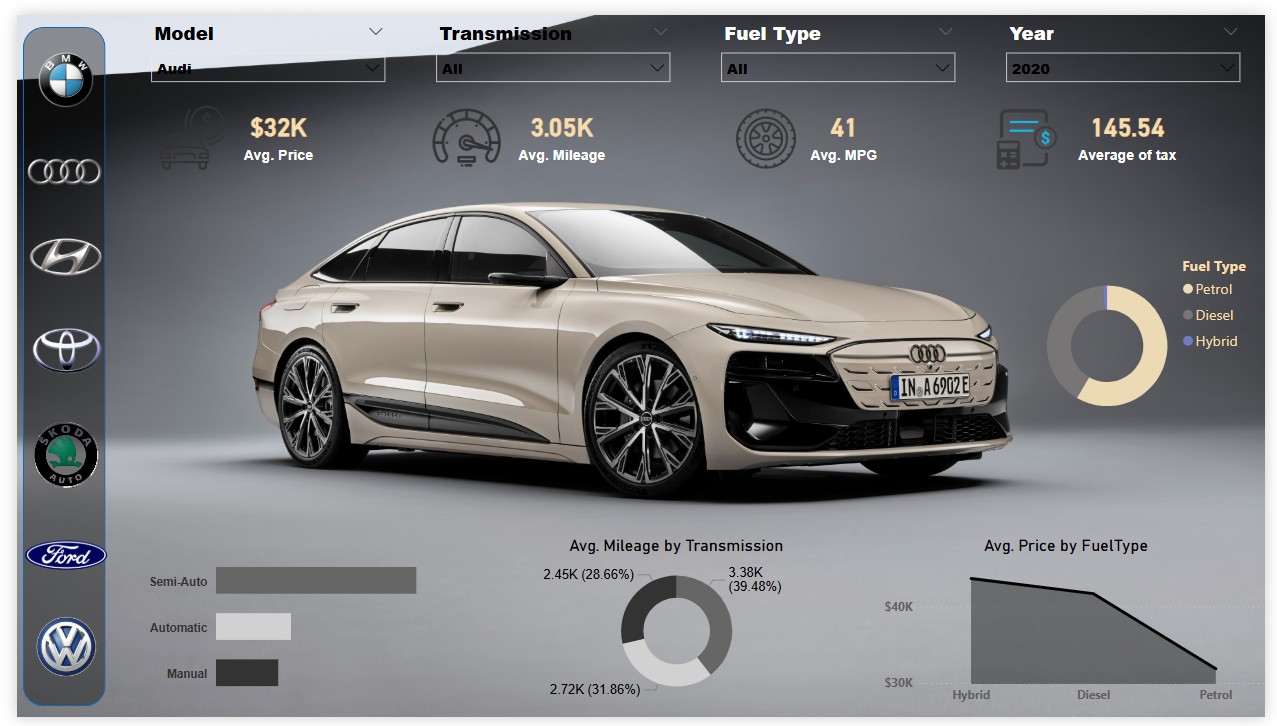 Model
Transmission
Fuel Type
Year
Audi
All
All
2020
BMW
$32K
Avg. Price
3.05K
Avg. Mileage
41
Avg. MPG
$
145.54
Average of tax
Fuel Type
Petrol
Diesel
Hybrid
IN A 6902 E
SKODA
AUTO
Ford
VW
Semi-Auto
Automatic
Manual
Avg. Mileage by Transmission
2.45K (28.66%)
3.38K
(39.48%)
2.72K (31.86%)
Avg. Price by FuelType
$40K
$30K
Hybrid
Diesel
Petrol